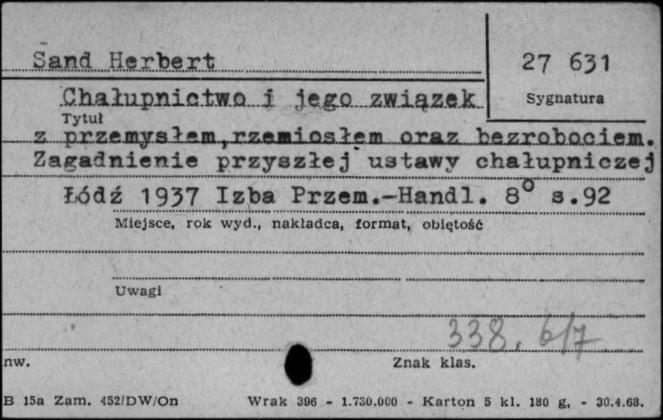 Sand Herbert
27 631
Sygnatura
Chałupnictwo i jego związek
Tytuł
z przemysłem,rzemiosłem oraz bezrobociem.
Zagadnienie przyszłej ustawy chałupniczej
Łódź 1937 Izba Przem.-Handl. 8° s.92
Miejsce, rok wyd., nakładca, format, objętość
Uwagi
338.6/7
nw.
Znak klas.
B 15a Zam. 452/DW/On Wrak 396 - 1.730.000 - Karton 5 kl. 180 g, - 30.4.68.